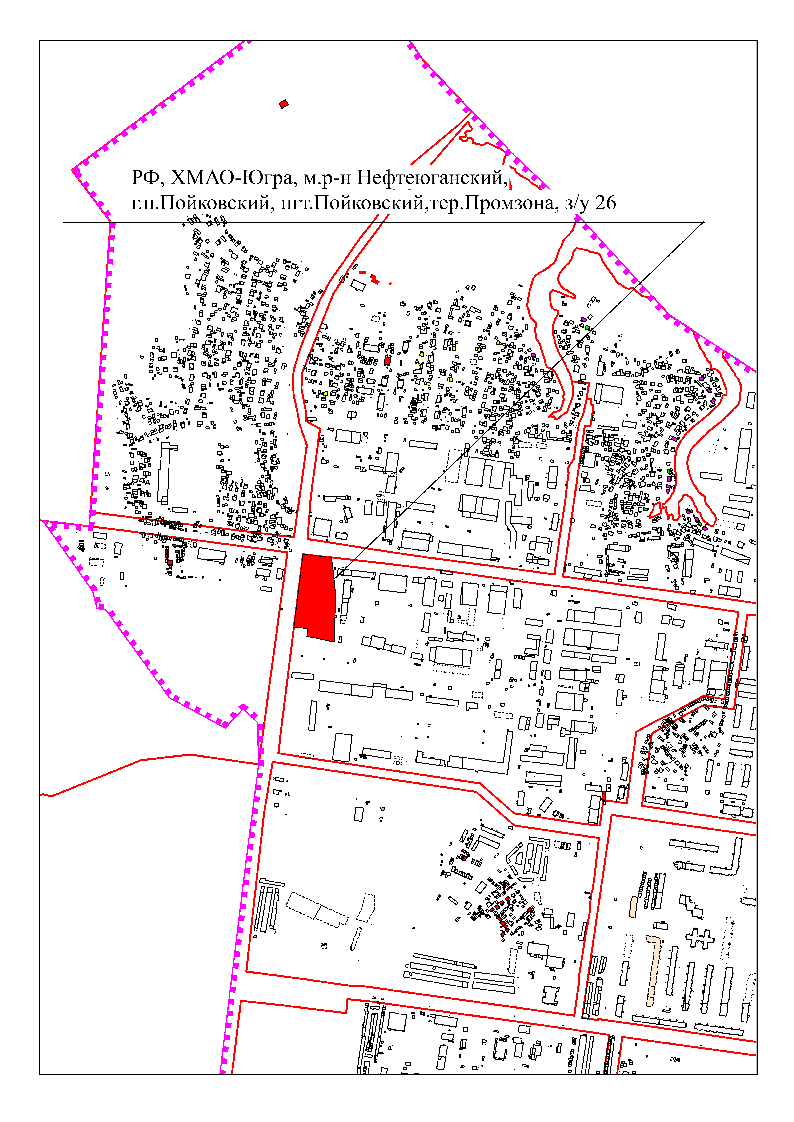 РФ, ХМАО-Югра, м.р-н Нефтеюганский,
г.п.Пойковский, пгт.Пойковский,тер.Промзона, з/у 26